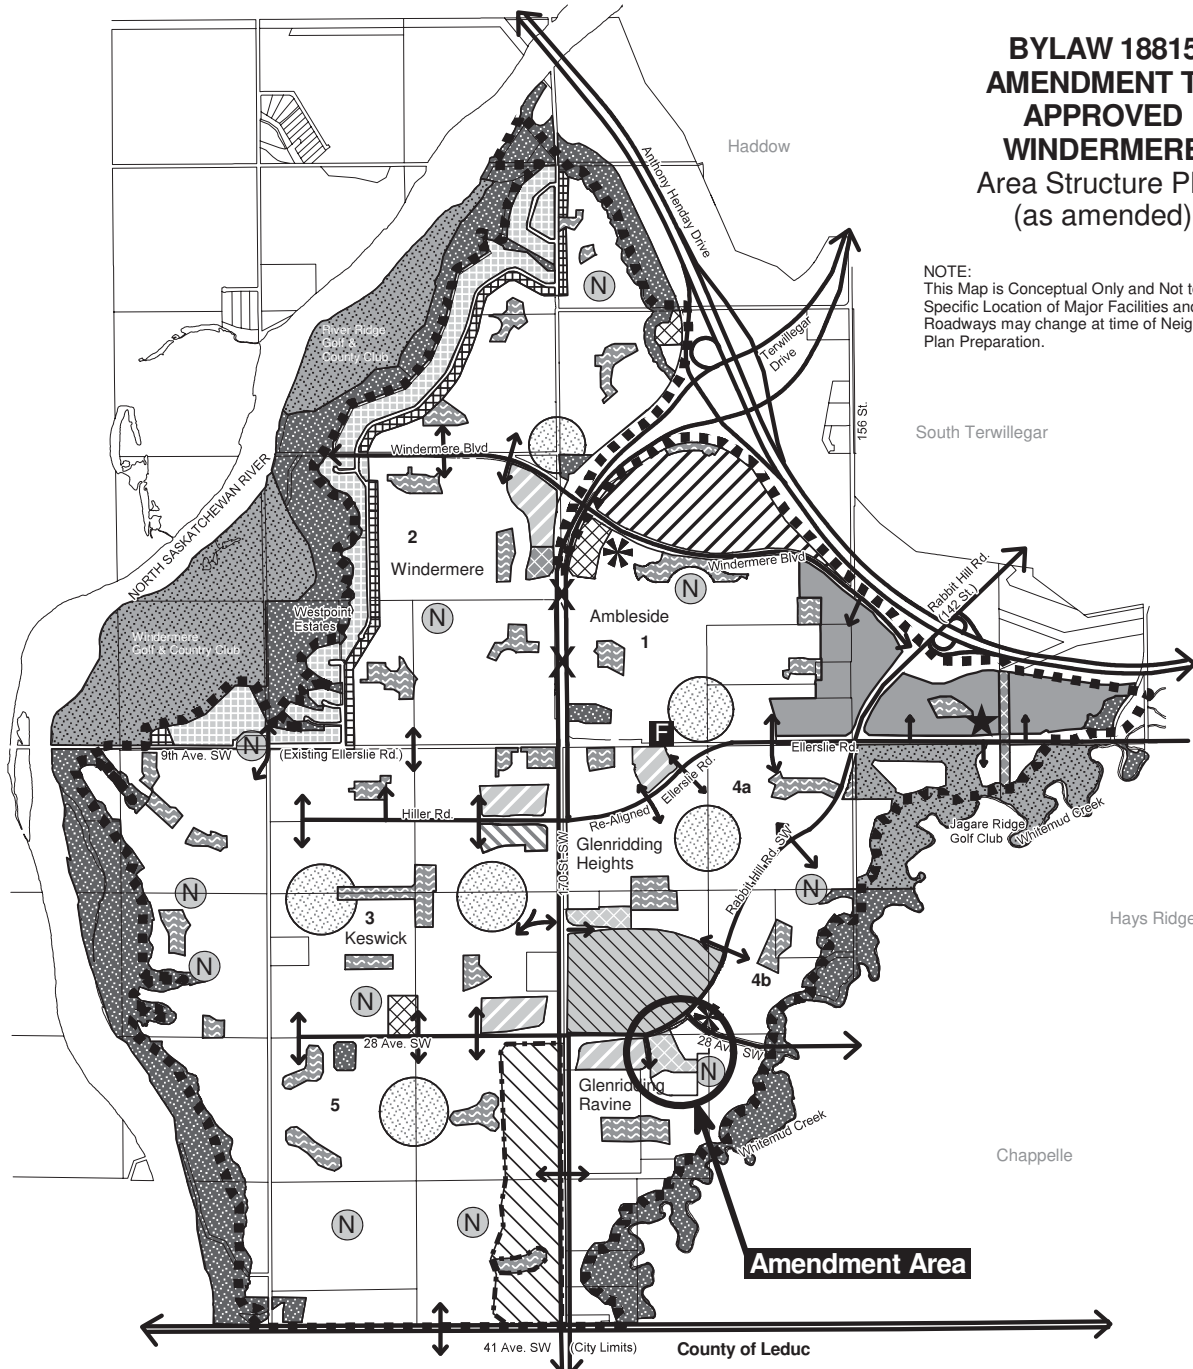 BYLAW 18815
AMENDMENT T
APPROVED
WINDERMERE
Area Structure Pl
(as amended)
NOTE:
This Map is Conceptual Only and Not t
Specific Location of Major Facilities and
Roadways may change at time of Neig
Plan Preparation.
Haddow
Anthony Henday Drive
N
River Ridge
Golf &
County Club
Terwillegar
Drive
156 St.
South Terwillegar
Windermere Blvd
NORTH SASKATCHEWAN RIVER
2
Windermere
Windermere Blvd
N
Rabbit Hill Rd.
(142 St.)
Westpoint
Estates
N
Ambleside
1
Windermere
Golf & Country Club
F
N
9th Ave. SW
(Existing Ellerslie Rd.)
Ellerslie Rd.
Re-Aligned Ellerslie Rd.
4a
Hiller Rd.
Glenridding
Heights
Jagare Ridge
Golf Club
Whitemud Creek
170 St. SW
Rabbit Hill Rd. SW
N
N
3
Keswick
Hays Ridge
N
4b
N
28 Ave. SW
28 Ave. SW
N
Glenridding
Ravine
5
Whitemud Creek
Chappelle
N
N
Amendment Area
41 Ave. SW
(City Limits)
County of Leduc